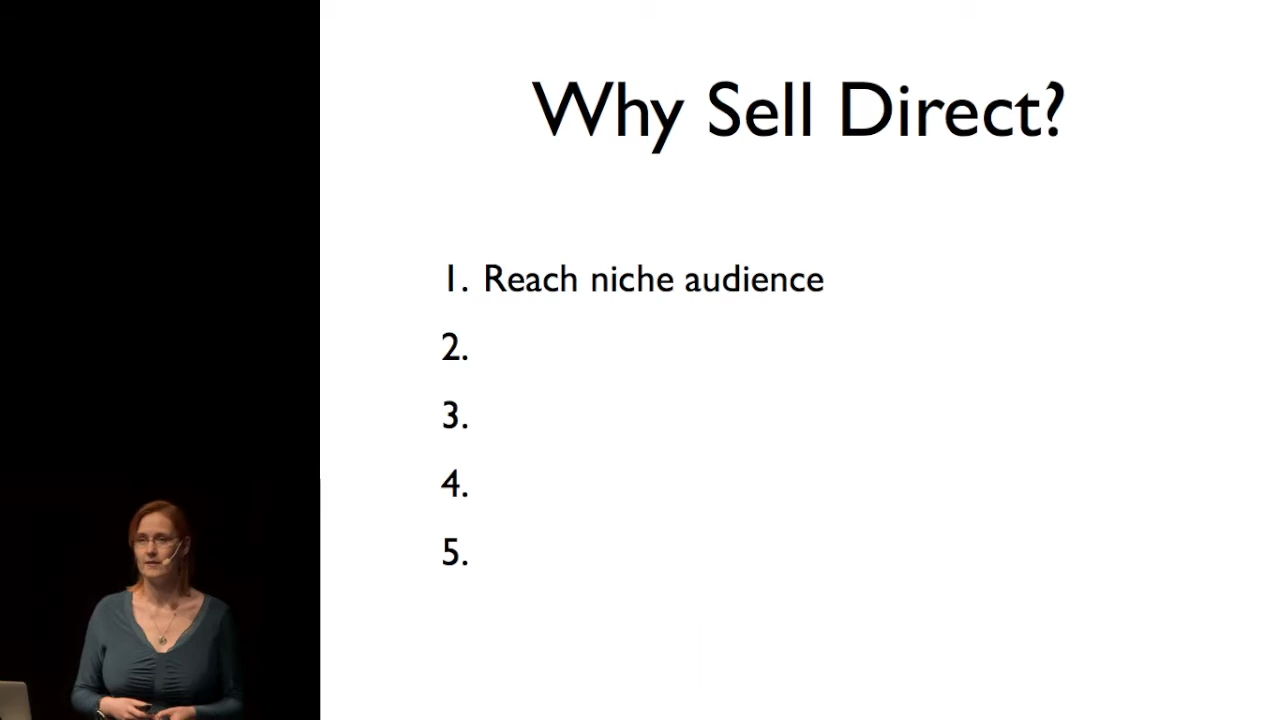 Why Sell Direct?
1. Reach niche audience
2.
3.
4.
5.